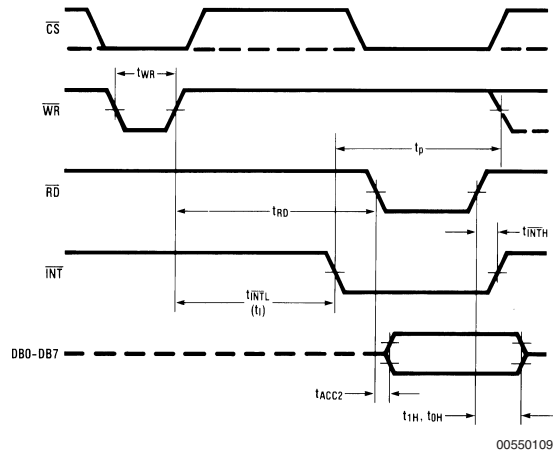 CS
tWR
WR
tp
RD
tRD
tINTH
INT
tINTL
(tI)
DB0-DB7
tACC2
t1H, t0H
00550109